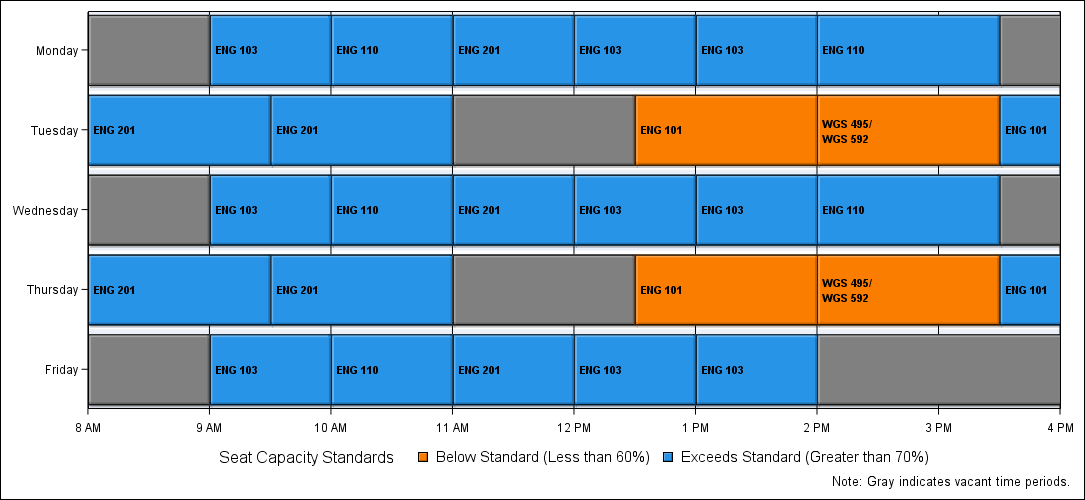 Monday
ENG 103
ENG 110
ENG 201
ENG 103
ENG 103
ENG 110
Tuesday
ENG 201
ENG 201
ENG 101
WGS 495/
WGS 592
ENG 101
Wednesday
ENG 103
ENG 110
ENG 201
ENG 103
ENG 103
ENG 110
Thursday
ENG 201
ENG 201
ENG 101
WGS 495/
WGS 592
ENG 101
Friday
ENG 103
ENG 110
ENG 201
ENG 103
ENG 103
8 AM
9 AM
10 AM
11 AM
12 PM
1 PM
2 PM
3 PM
4 PM
Seat Capacity Standards
Below Standard (Less than 60%)
Exceeds Standard (Greater than 70%)
Note: Gray indicates vacant time periods.